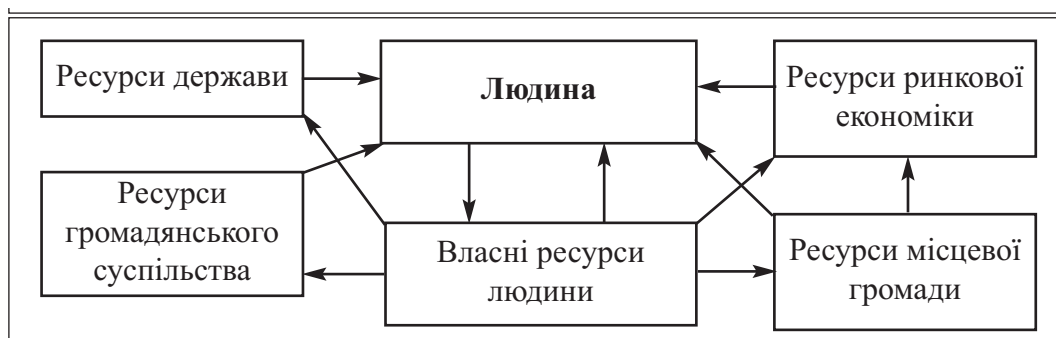 Ресурси держави
Людина
Ресурси ринкової
економіки
Ресурси
громадянського
суспільства
Власні ресурси
людини
Ресурси місцевої
громади